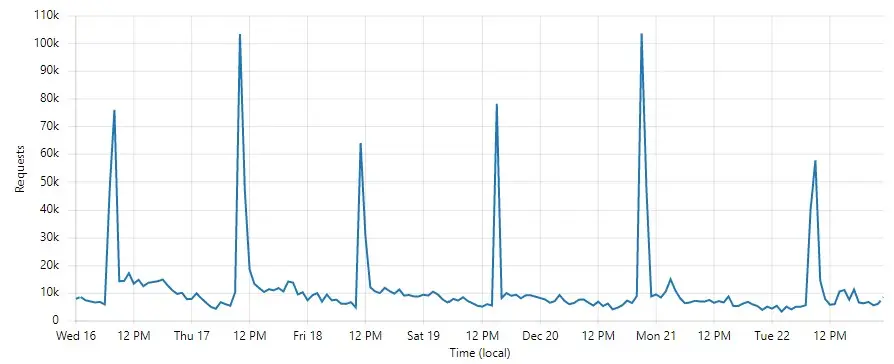 110k
100k
90k
80k
70k
60k
50k
40k
30k
20k
10k
0
Requests
Wed 16 12 PM Thu 17 12 PM Fri 18 12 PM Sat 19 12 PM Dec 20 12 PM Mon 21 12 PM Tue 22 12 PM
Time (local)